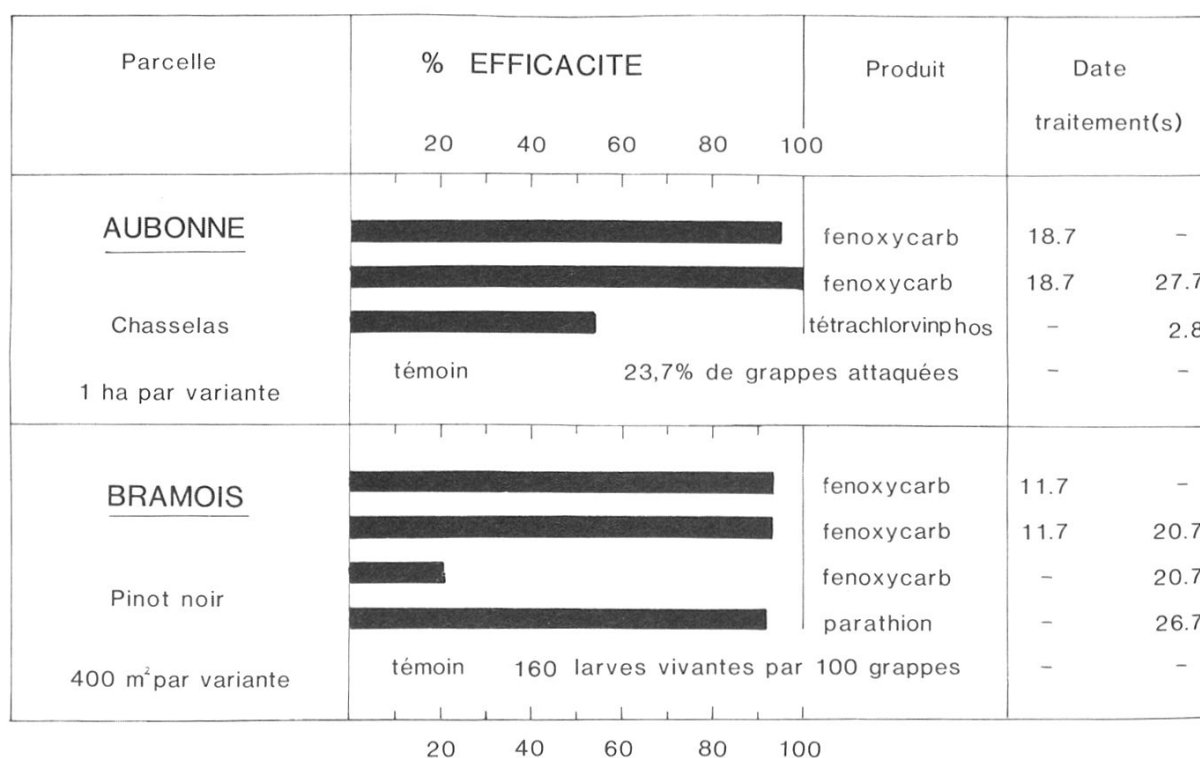 Parcelle % EFFICACITE Produit Date
traitement(s)
20 40 60 80 100
AUBONNE fenoxycarb 18.7 -
fenoxycarb 18.7 27.7
Chasselas tétrachlorvinphos - 2.8
témoin 23,7% de grappes attaquées - -
1 ha par variante
BRAMOIS fenoxycarb 11.7 -
fenoxycarb 11.7 20.7
fenoxycarb - 20.7
Pinot noir
parathion - 26.7
témoin 160 larves vivantes par 100 grappes - -
400 m² par variante
20 40 60 80 100